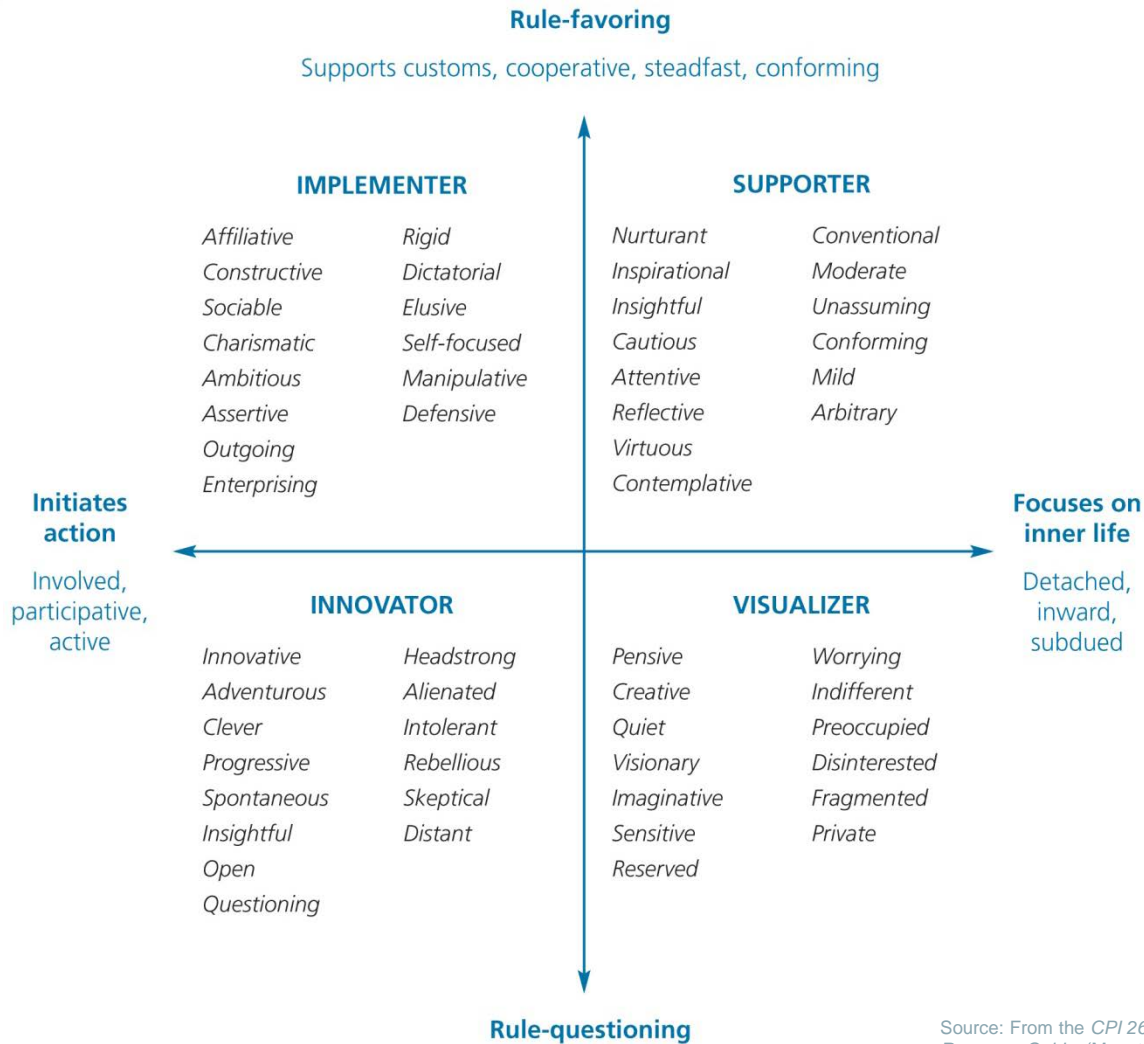 Rule-favoring
Supports customs, cooperative, steadfast, conforming
IMPLEMENTER
Affiliative
Constructive
Sociable
Charismatic
Ambitious
Assertive
Outgoing
Enterprising
Rigid
Dictatorial
Elusive
Self-focused
Manipulative
Defensive
SUPPORTER
Nurturant
Inspirational
Insightful
Cautious
Attentive
Reflective
Virtuous
Contemplative
Conventional
Moderate
Unassuming
Conforming
Mild
Arbitrary
Initiates
action
Involved,
participative,
active
Focuses on
inner life
Detached,
inward,
subdued
INNOVATOR
Innovative
Adventurous
Clever
Progressive
Spontaneous
Insightful
Open
Questioning
Headstrong
Alienated
Intolerant
Rebellious
Skeptical
Distant
VISUALIZER
Pensive
Creative
Quiet
Visionary
Imaginative
Sensitive
Reserved
Worrying
Indifferent
Preoccupied
Disinterested
Fragmented
Private
Rule-questioning
Source: From the CPI 26